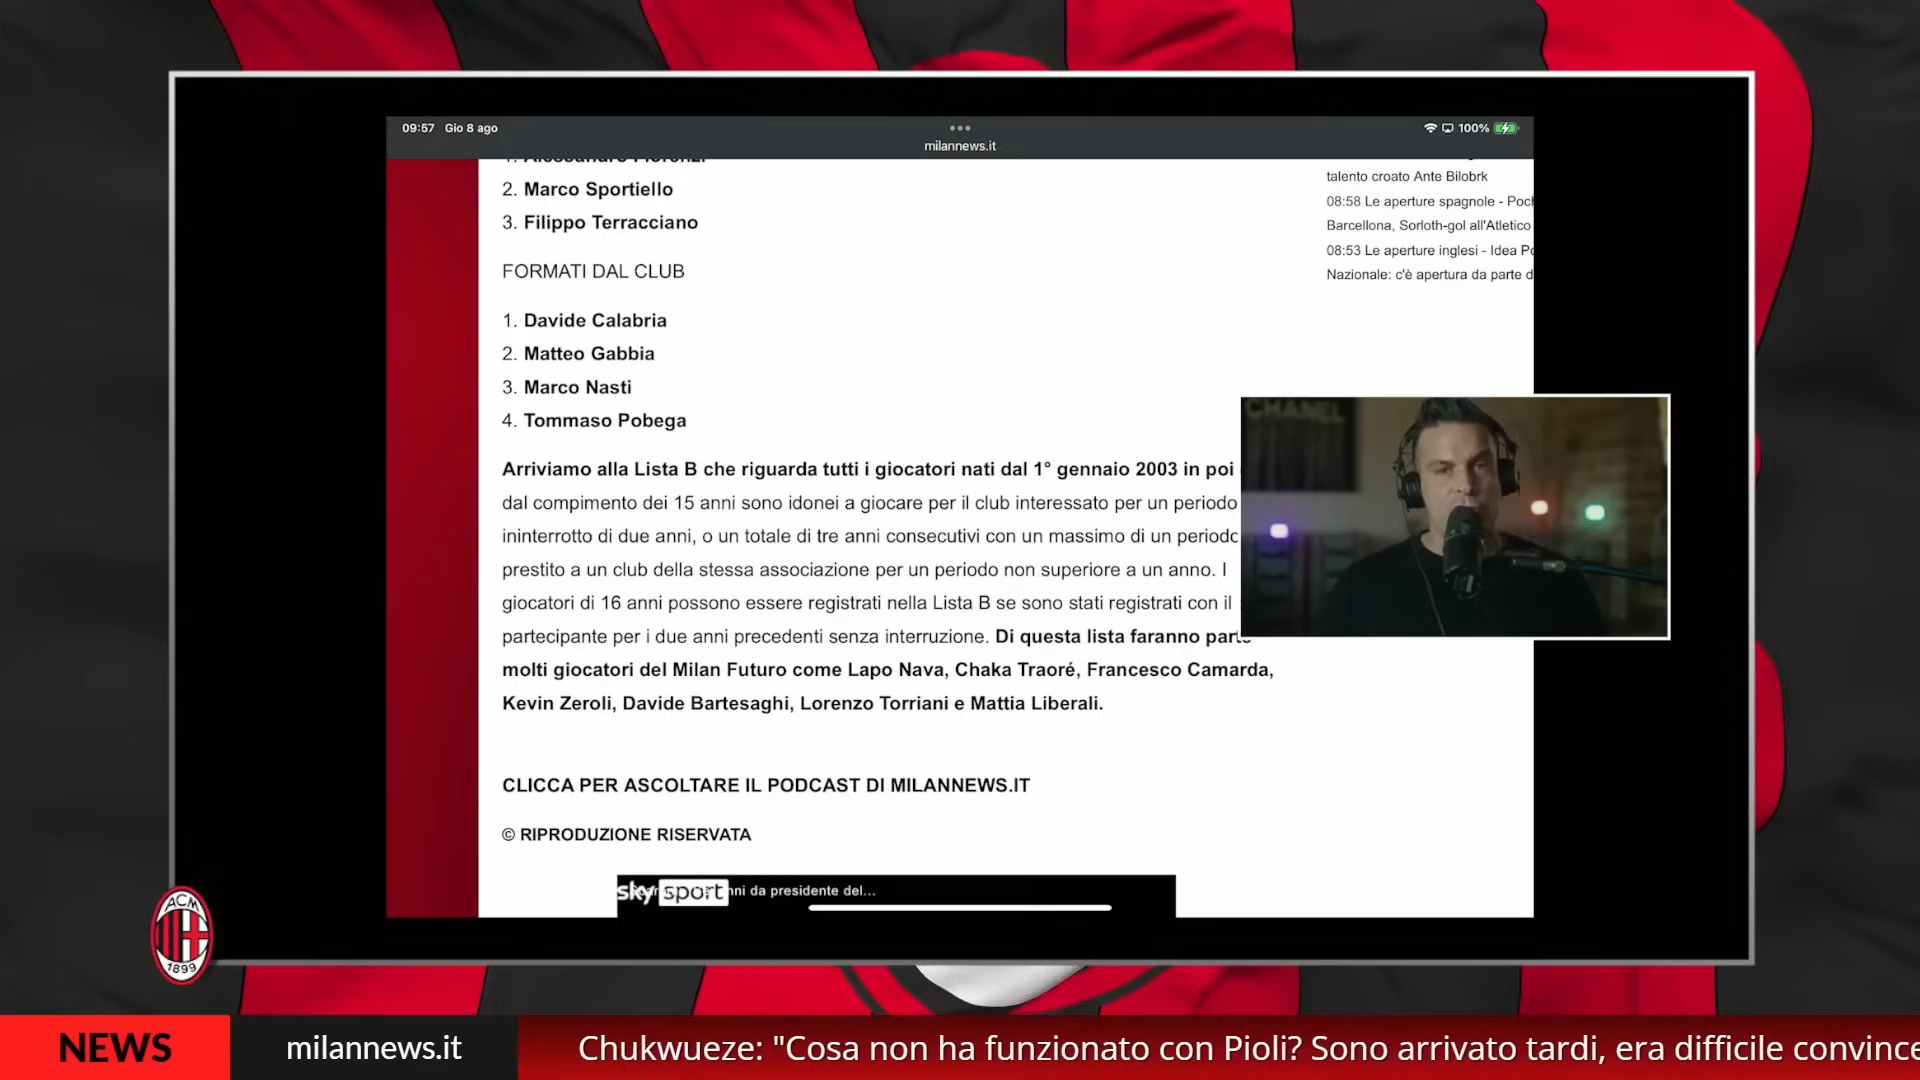 09:57 Gio 8 ago
milannews.it
100%
2. Marco Sportiello
3. Filippo Terracciano
FORMATI DAL CLUB
1. Davide Calabria
2. Matteo Gabbia
3. Marco Nasti
4. Tommaso Pobega
Arriviamo alla Lista B che riguarda tutti i giocatori nati dal 1° gennaio 2003 in poi
dal compimento dei 15 anni sono idonei a giocare per il club interessato per un periodo
ininterrotto di due anni, o un totale di tre anni consecutivi con un massimo di un periodo
prestito a un club della stessa associazione per un periodo non superiore a un anno. I
giocatori di 16 anni possono essere registrati nella Lista B se sono stati registrati con il
partecipante per i due anni precedenti senza interruzione. Di questa lista faranno parte
molti giocatori del Milan Futuro come Lapo Nava, Chaka Traoré, Francesco Camarda,
Kevin Zeroli, Davide Bartesaghi, Lorenzo Torriani e Mattia Liberali.
CLICCA PER ASCOLTARE IL PODCAST DI MILANNEWS.IT
© RIPRODUZIONE RISERVATA
sky sport
da presidente del...
talento croato Ante Bilobrk
08:58 Le aperture spagnole - Poch
Barcellona, Sorloth-gol all'Atletico
08:53 Le aperture inglesi - Idea Po
Nazionale: c'è apertura da parte d
CHANEL
ACM
1899
NEWS
milannews.it
Chukwueze: "Cosa non ha funzionato con Pioli? Sono arrivato tardi, era difficile convince